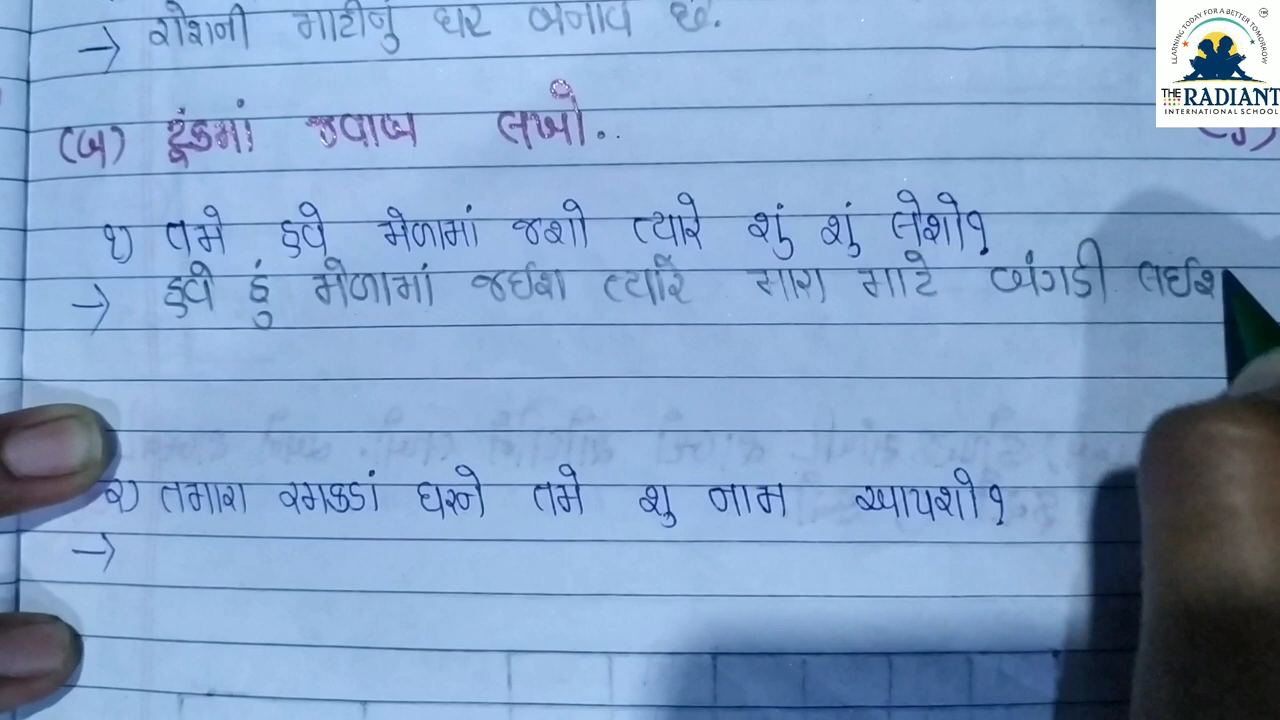 → રોશની માટીનું ઘર બનાવે છે.
(બ) ટૂંકમાં જવાબ લખો..
૧) તમે હવે મેળામાં જશો ત્યારે શું શું લેશો?
→ હવે હું મેળામાં જઈશ ત્યારે મારા માટે બંગડી લઈશ
૨) તમારા રમકડાં ઘરને તમે શુ નામ આપશો?
→
LEARNING TODAY FOR A BETTER TOMORROW
THE RADIANT
INTERNATIONAL SCHOOL